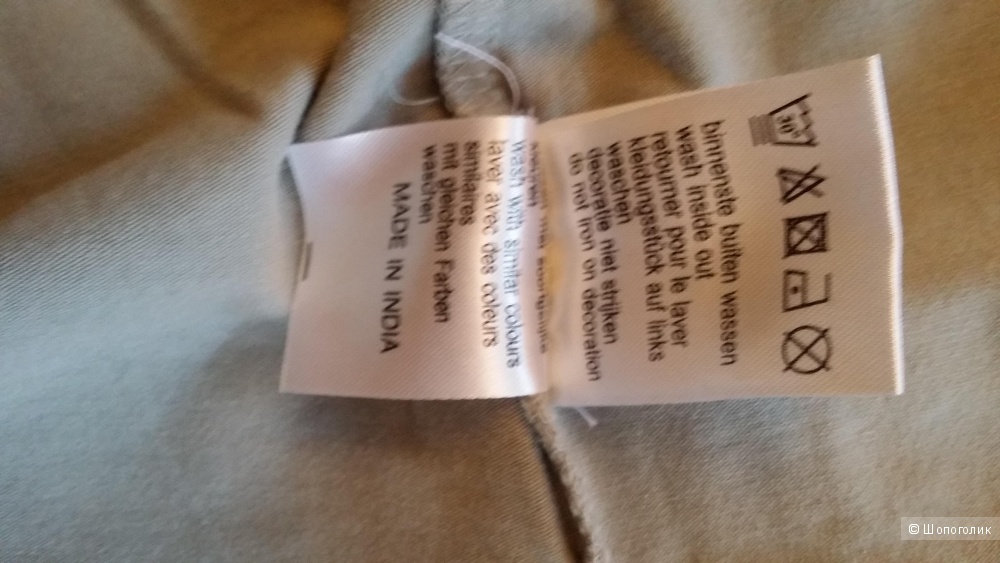 30°
binnenste buiten wassen
wash inside out
retourner pour le laver
kleidungsstück auf links
waschen
decoratie niet strijken
do not iron on decoration
wash with similar colours
laver avec des coleurs
similaires
mit gleichen Farben
waschen
MADE IN INDIA
© Шопоголик